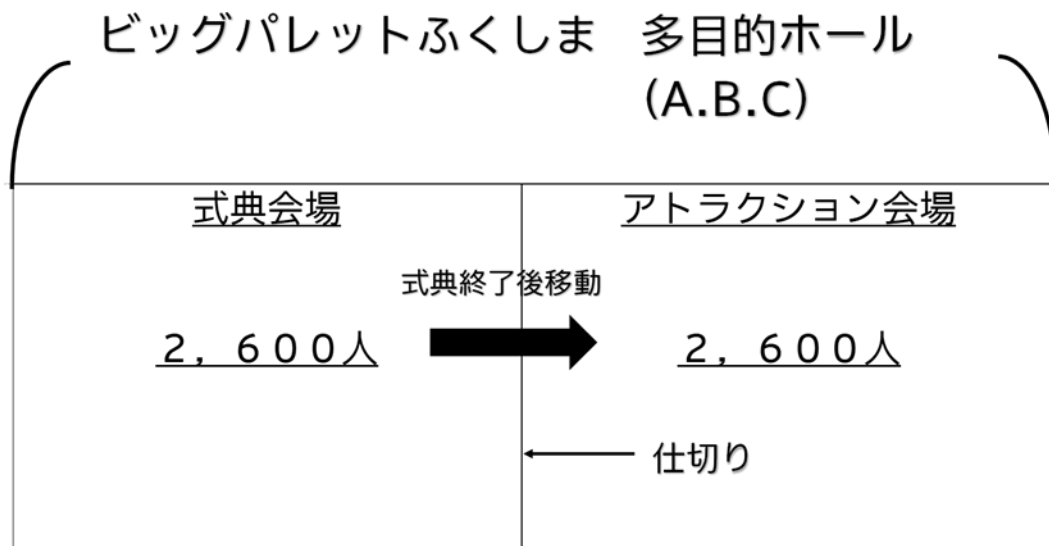 ビッグパレットふくしま　多目的ホール
(A.B.C)
式典会場
アトラクション会場
式典終了後移動
２，６００人
２，６００人
仕切り